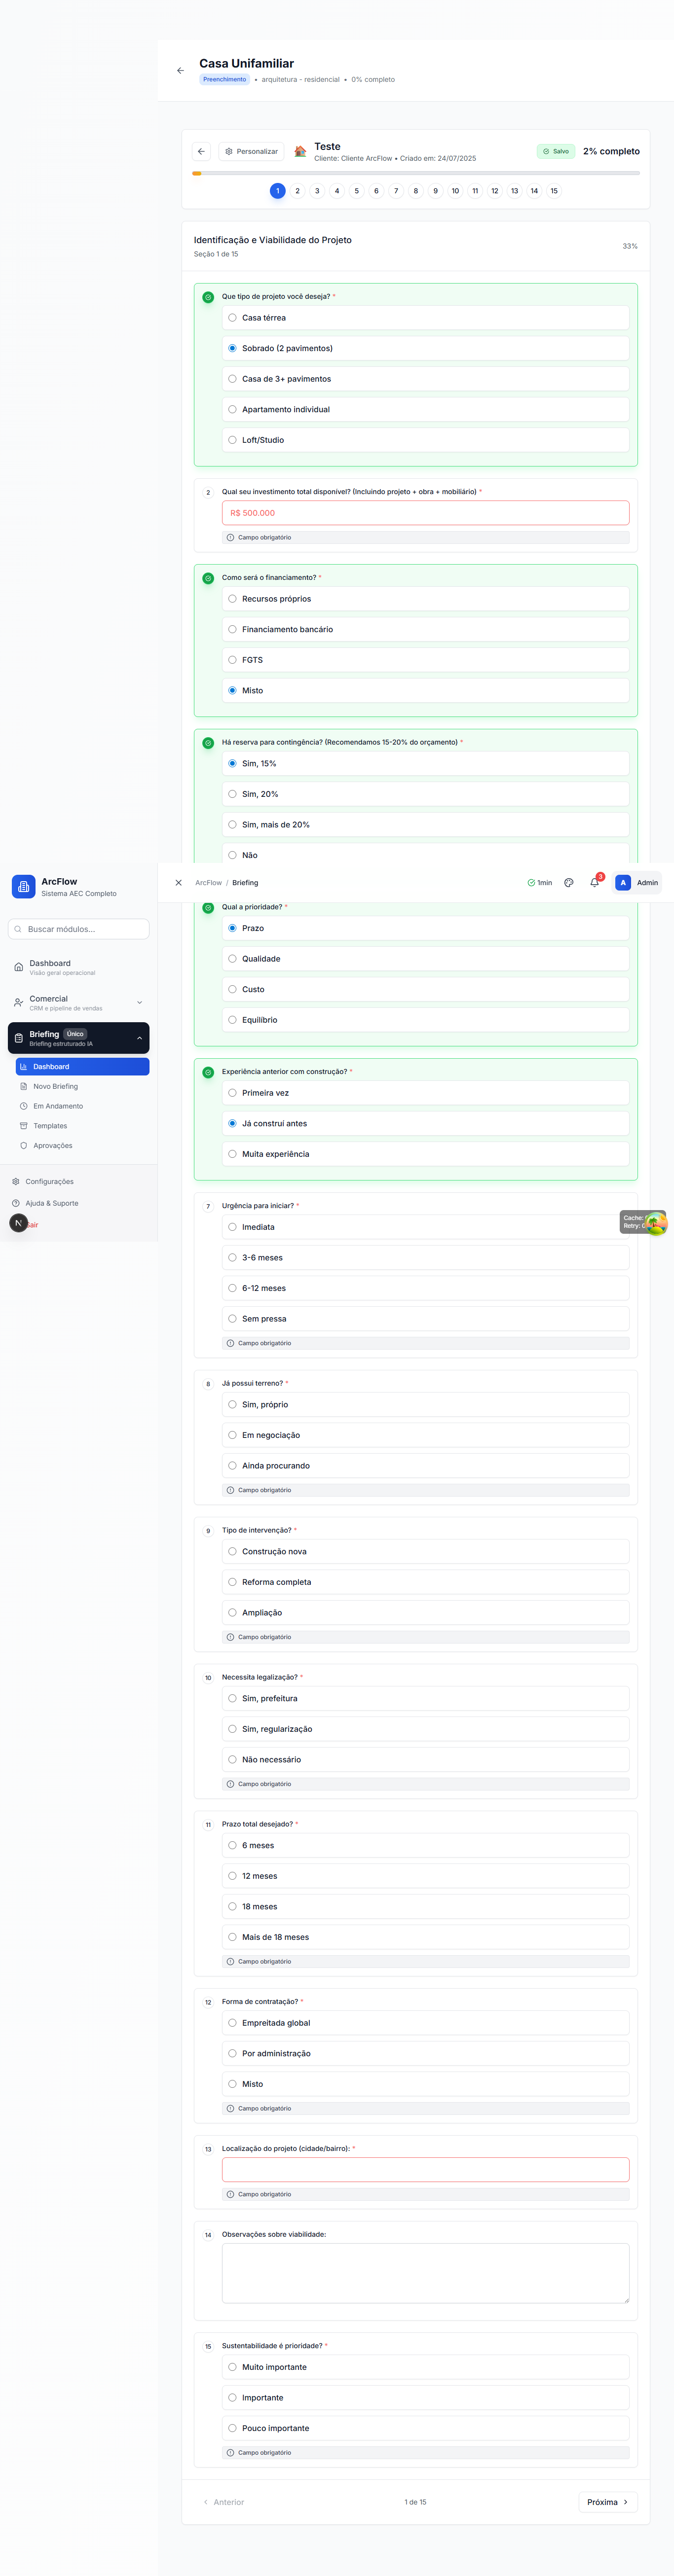 Casa Unifamiliar
Preenchimento • arquitetura - residencial • 0% completo
Personalizar
Teste
Cliente: Cliente ArcFlow • Criado em: 24/07/2025
Salvo
2% completo
1 2 3 4 5 6 7 8 9 10 11 12 13 14 15
Identificação e Viabilidade do Projeto
Seção 1 de 15
33%
Que tipo de projeto você deseja? *
Casa térrea
Sobrado (2 pavimentos)
Casa de 3+ pavimentos
Apartamento individual
Loft/Studio
2
Qual seu investimento total disponível? (Incluindo projeto + obra + mobiliário) *
R$ 500.000
Campo obrigatório
Como será o financiamento? *
Recursos próprios
Financiamento bancário
FGTS
Misto
Há reserva para contingência? (Recomendamos 15-20% do orçamento) *
Sim, 15%
Sim, 20%
Sim, mais de 20%
Não
ArcFlow
Sistema AEC Completo
Buscar módulos...
Dashboard
Visão geral operacional
Comercial
CRM e pipeline de vendas
Briefing Único
Briefing estruturado IA
Dashboard
Novo Briefing
Em Andamento
Templates
Aprovações
Configurações
Ajuda & Suporte
N
ArcFlow / Briefing
1min
3
A
Admin
Qual a prioridade? *
Prazo
Qualidade
Custo
Equilíbrio
Experiência anterior com construção? *
Primeira vez
Já construí antes
Muita experiência
7
Urgência para iniciar? *
Imediata
3-6 meses
6-12 meses
Sem pressa
Campo obrigatório
Cache:
Retry:
8
Já possui terreno? *
Sim, próprio
Em negociação
Ainda procurando
Campo obrigatório
9
Tipo de intervenção? *
Construção nova
Reforma completa
Ampliação
Campo obrigatório
10
Necessita legalização? *
Sim, prefeitura
Sim, regularização
Não necessário
Campo obrigatório
11
Prazo total desejado? *
6 meses
12 meses
18 meses
Mais de 18 meses
Campo obrigatório
12
Forma de contratação? *
Empreitada global
Por administração
Misto
Campo obrigatório
13
Localização do projeto (cidade/bairro): *
Campo obrigatório
14
Observações sobre viabilidade:
15
Sustentabilidade é prioridade? *
Muito importante
Importante
Pouco importante
Campo obrigatório
Anterior
1 de 15
Próxima